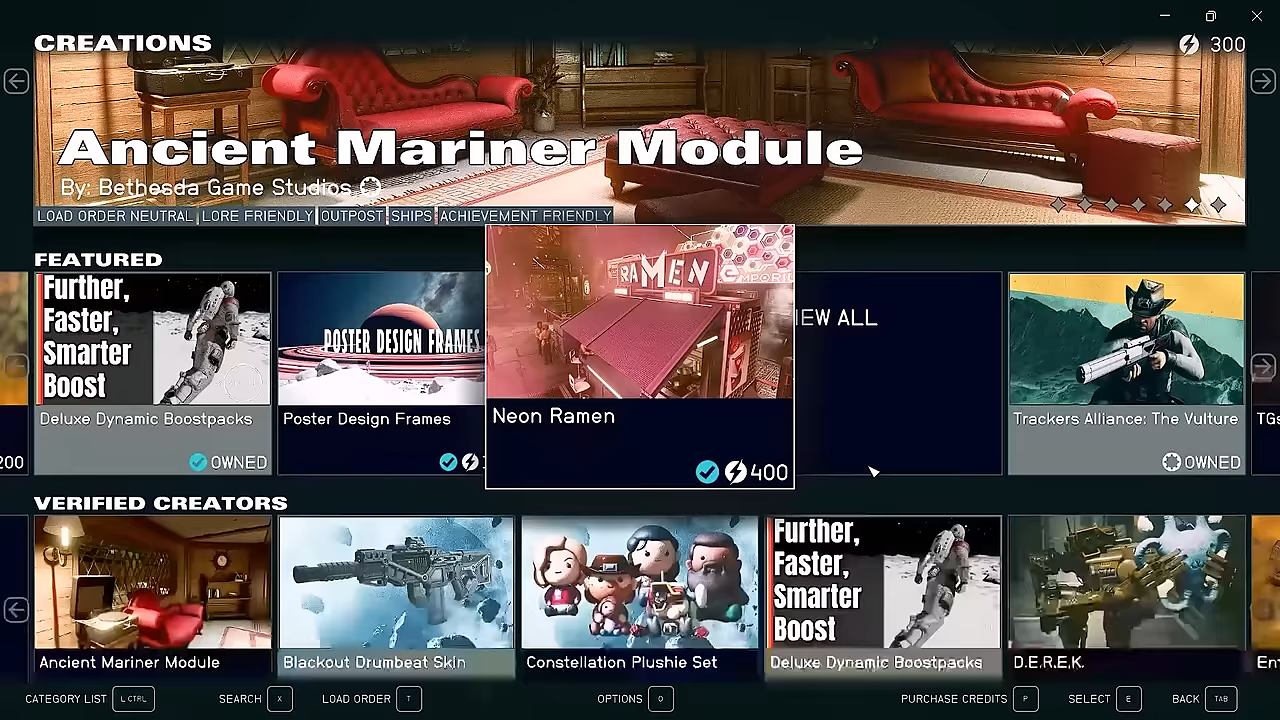 CREATIONS
300
Ancient Mariner Module
By: Bethesda Game Studios
LOAD ORDER NEUTRAL LORE FRIENDLY OUTPOST SHIPS ACHIEVEMENT FRIENDLY
FEATURED
Further,
Faster,
Smarter
Boost
Deluxe Dynamic Boostpacks
OWNED
POSTER DESIGN FRAMES
Poster Design Frames
RAMEN
Neon Ramen
400
IEW ALL
Trackers Alliance: The Vulture
OWNED
TGs
200
VERIFIED CREATORS
Ancient Mariner Module
Blackout Drumbeat Skin
Constellation Plushie Set
Further,
Faster,
Smarter
Boost
Deluxe Dynamic Boostpacks
D.E.R.E.K.
CATEGORY LIST L CTRL
SEARCH X
LOAD ORDER T
OPTIONS O
PURCHASE CREDITS P
SELECT E
BACK TAB